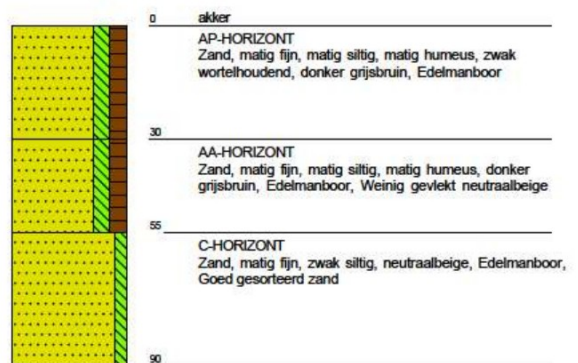 0 akker
AP-HORIZONT
Zand, matig fijn, matig siltig, matig humeus, zwak
wortelhoudend, donker grijsbruin, Edelmanboor
30
AA-HORIZONT
Zand, matig fijn, matig siltig, matig humeus, donker
grijsbruin, Edelmanboor, Weinig gevlekt neutraalbeige
55
C-HORIZONT
Zand, matig fijn, zwak siltig, neutraalbeige, Edelmanboor,
Goed gesorteerd zand
90